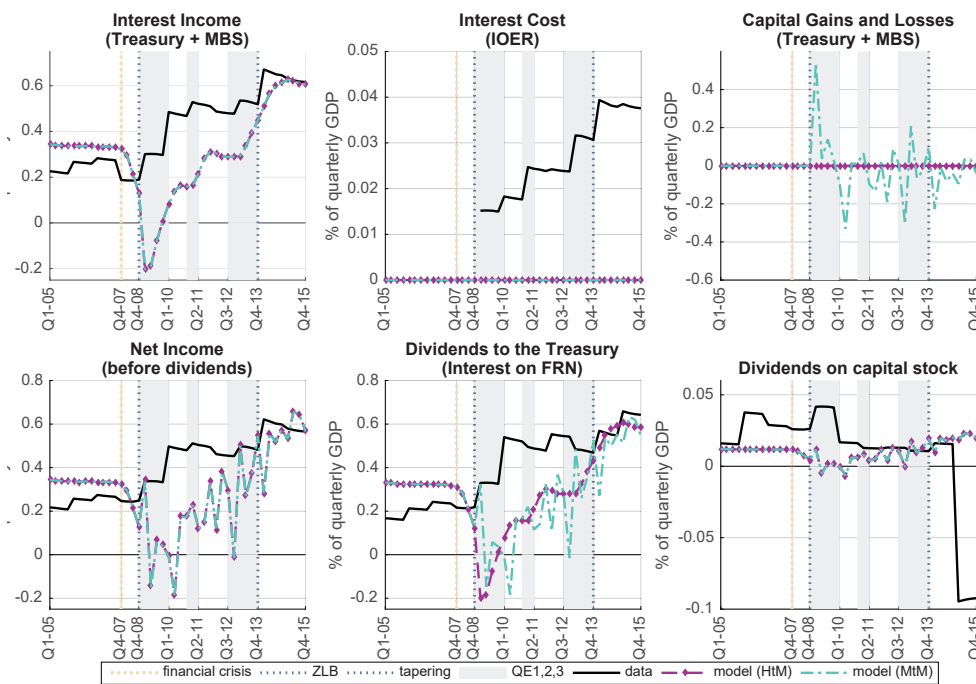 Interest Income
(Treasury + MBS)
0.6
0.4
0.2
0
-0.2
Q1-05
Q4-07
Q4-08
Q1-10
Q2-11
Q3-12
Q4-13
Q4-15
Interest Cost
(IOER)
% of quarterly GDP
0.05
0.04
0.03
0.02
0.01
0
Q1-05
Q4-07
Q4-08
Q1-10
Q2-11
Q3-12
Q4-13
Q4-15
Capital Gains and Losses
(Treasury + MBS)
% of quarterly GDP
0.6
0.4
0.2
0
-0.2
-0.4
-0.6
Q1-05
Q4-07
Q4-08
Q1-10
Q2-11
Q3-12
Q4-13
Q4-15
Net Income
(before dividends)
0.8
0.6
0.4
0.2
0
0.2
Q1-05
Q4-07
Q4-08
Q1-10
Q2-11
Q3-12
Q4-13
Q4-15
Dividends to the Treasury
(Interest on FRN)
% of quarterly GDP
0.8
0.6
0.4
0.2
0
0.2
Q1-05
Q4-07
Q4-08
Q1-10
Q2-11
Q3-12
Q4-13
Q4-15
Dividends on capital stock
% of quarterly GDP
0.05
0
-0.05
-0.1
Q1-05
Q4-07
Q4-08
Q1-10
Q2-11
Q3-12
Q4-13
Q4-15
financial crisis ZLB tapering QE1,2,3 data model (HtM) model (MtM)